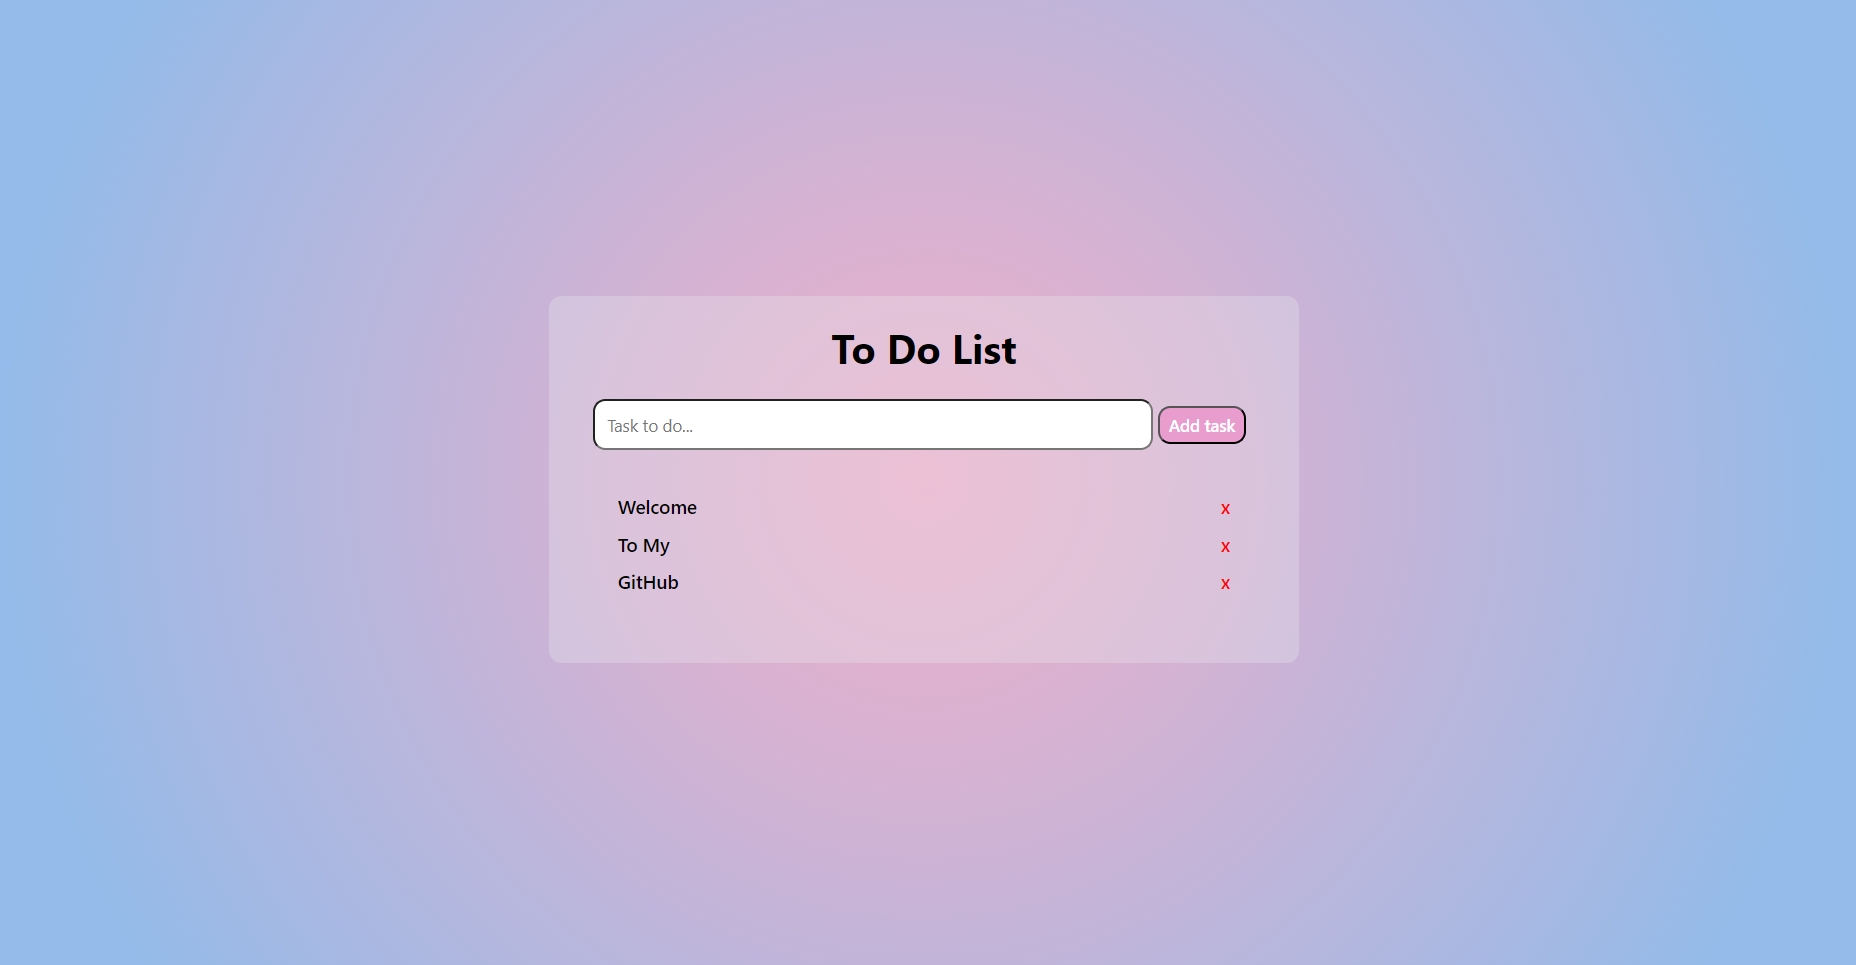 To Do List
Task to do...
Add task
Welcome x
To My x
GitHub x